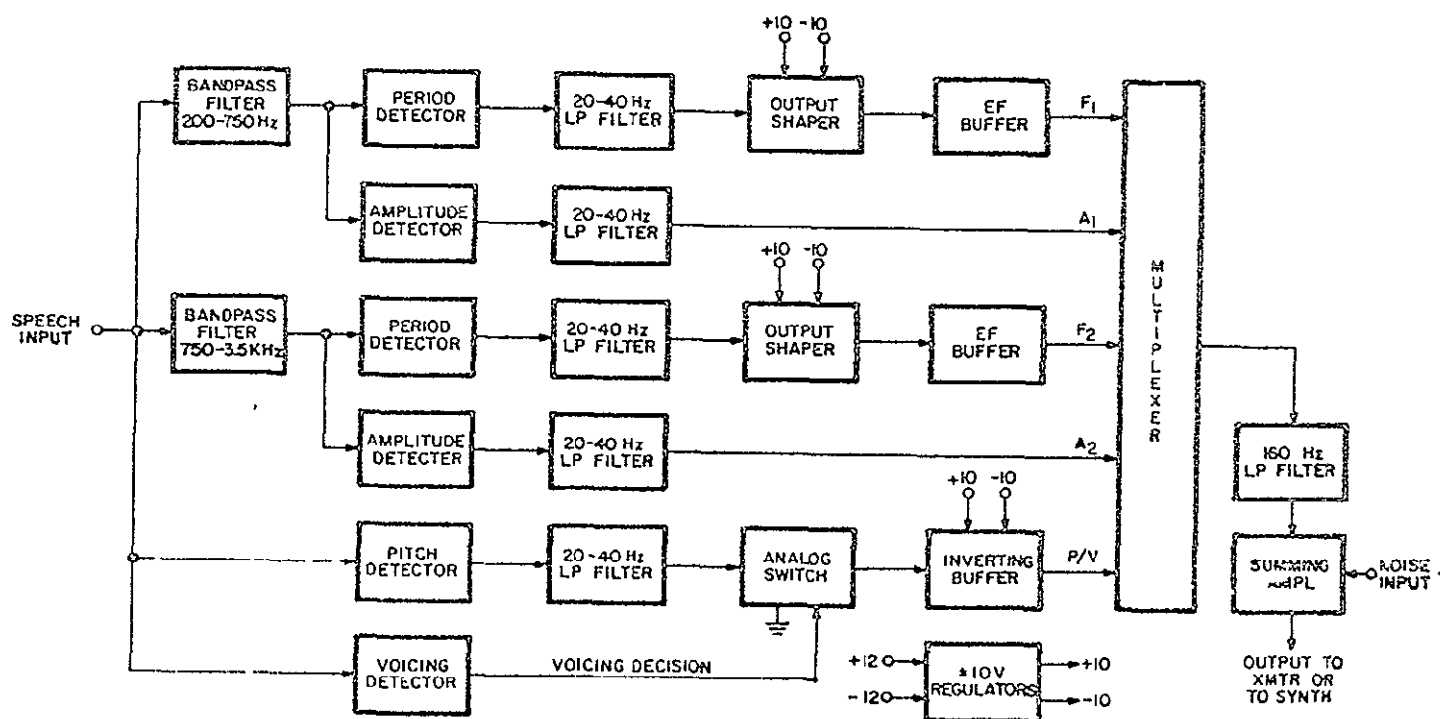 +10 -10
BANDPASS
FILTER
200-750 Hz
PERIOD
DETECTOR
20-40 Hz
LP FILTER
OUTPUT
SHAPER
EF
BUFFER
F1
AMPLITUDE
DETECTOR
20-40 Hz
LP FILTER
A1
+10 -10
SPEECH
INPUT
BANDPASS
FILTER
750-3.5KHz
PERIOD
DETECTOR
20-40 Hz
LP FILTER
OUTPUT
SHAPER
EF
BUFFER
F2
AMPLITUDE
DETECTER
20-40 Hz
LP FILTER
A2
+10 -10
PITCH
DETECTOR
20-40 Hz
LP FILTER
ANALOG
SWITCH
INVERTING
BUFFER
P/V
VOICING
DETECTOR
VOICING DECISION
+12
-12
±10V
REGULATORS
+10
-10
MULTIPLEXER
160 Hz
LP FILTER
SUMMING
AMPL
NOISE
INPUT
OUTPUT TO
XMTR OR
TO SYNTH